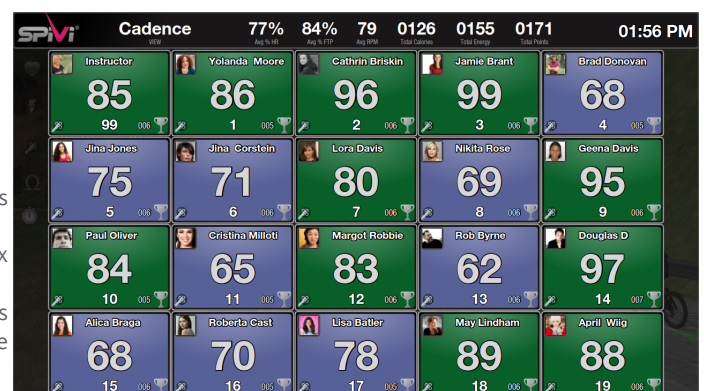 SPiVi Cadence 77% 84% 79 0126 0155 0171 01:56 PM
VIEW Avg % HR Avg % FTP Avg RPM Total Calories Total Energy Total Points
Instructor Yolanda Moore Cathrin Briskin Jamie Brant Brad Donovan
85 86 96 99 68
99 006 1 005 2 006 3 006 4 005
Jina Jones Jina Corstein Lora Davis Nikita Rose Geena Davis
75 71 80 69 95
5 006 6 006 7 006 8 006 9 006
s
Paul Oliver Cristina Milloti Margot Robbie Rob Byrne Douglas D
84 65 83 62 97
x
10 005 11 005 12 006 13 006 14 007
s
Alica Braga Roberta Cast Lisa Batler May Lindham April Wiig
e
68 70 78 89 88
15 006 16 005 17 005 18 006 19 006